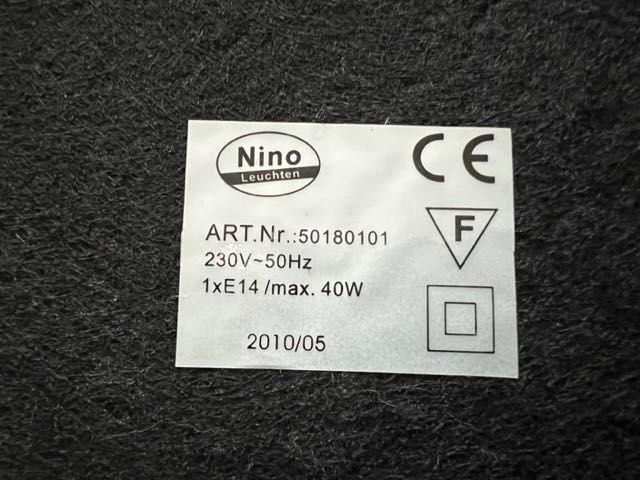 Nino
Leuchten
CE
ART.Nr.:50180101
F
230V~50Hz
1xE14/max. 40W
2010/05